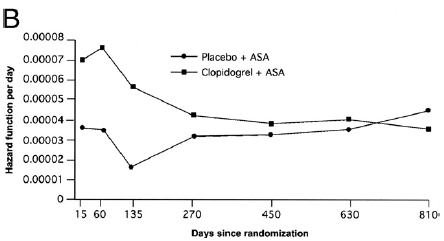 B
Hazard function per day
0.00008
0.00007
0.00006
0.00005
0.00004
0.00003
0.00002
0.00001
0
Placebo + ASA
Clopidogrel + ASA
15 60 135 270 450 630 810
Days since randomization